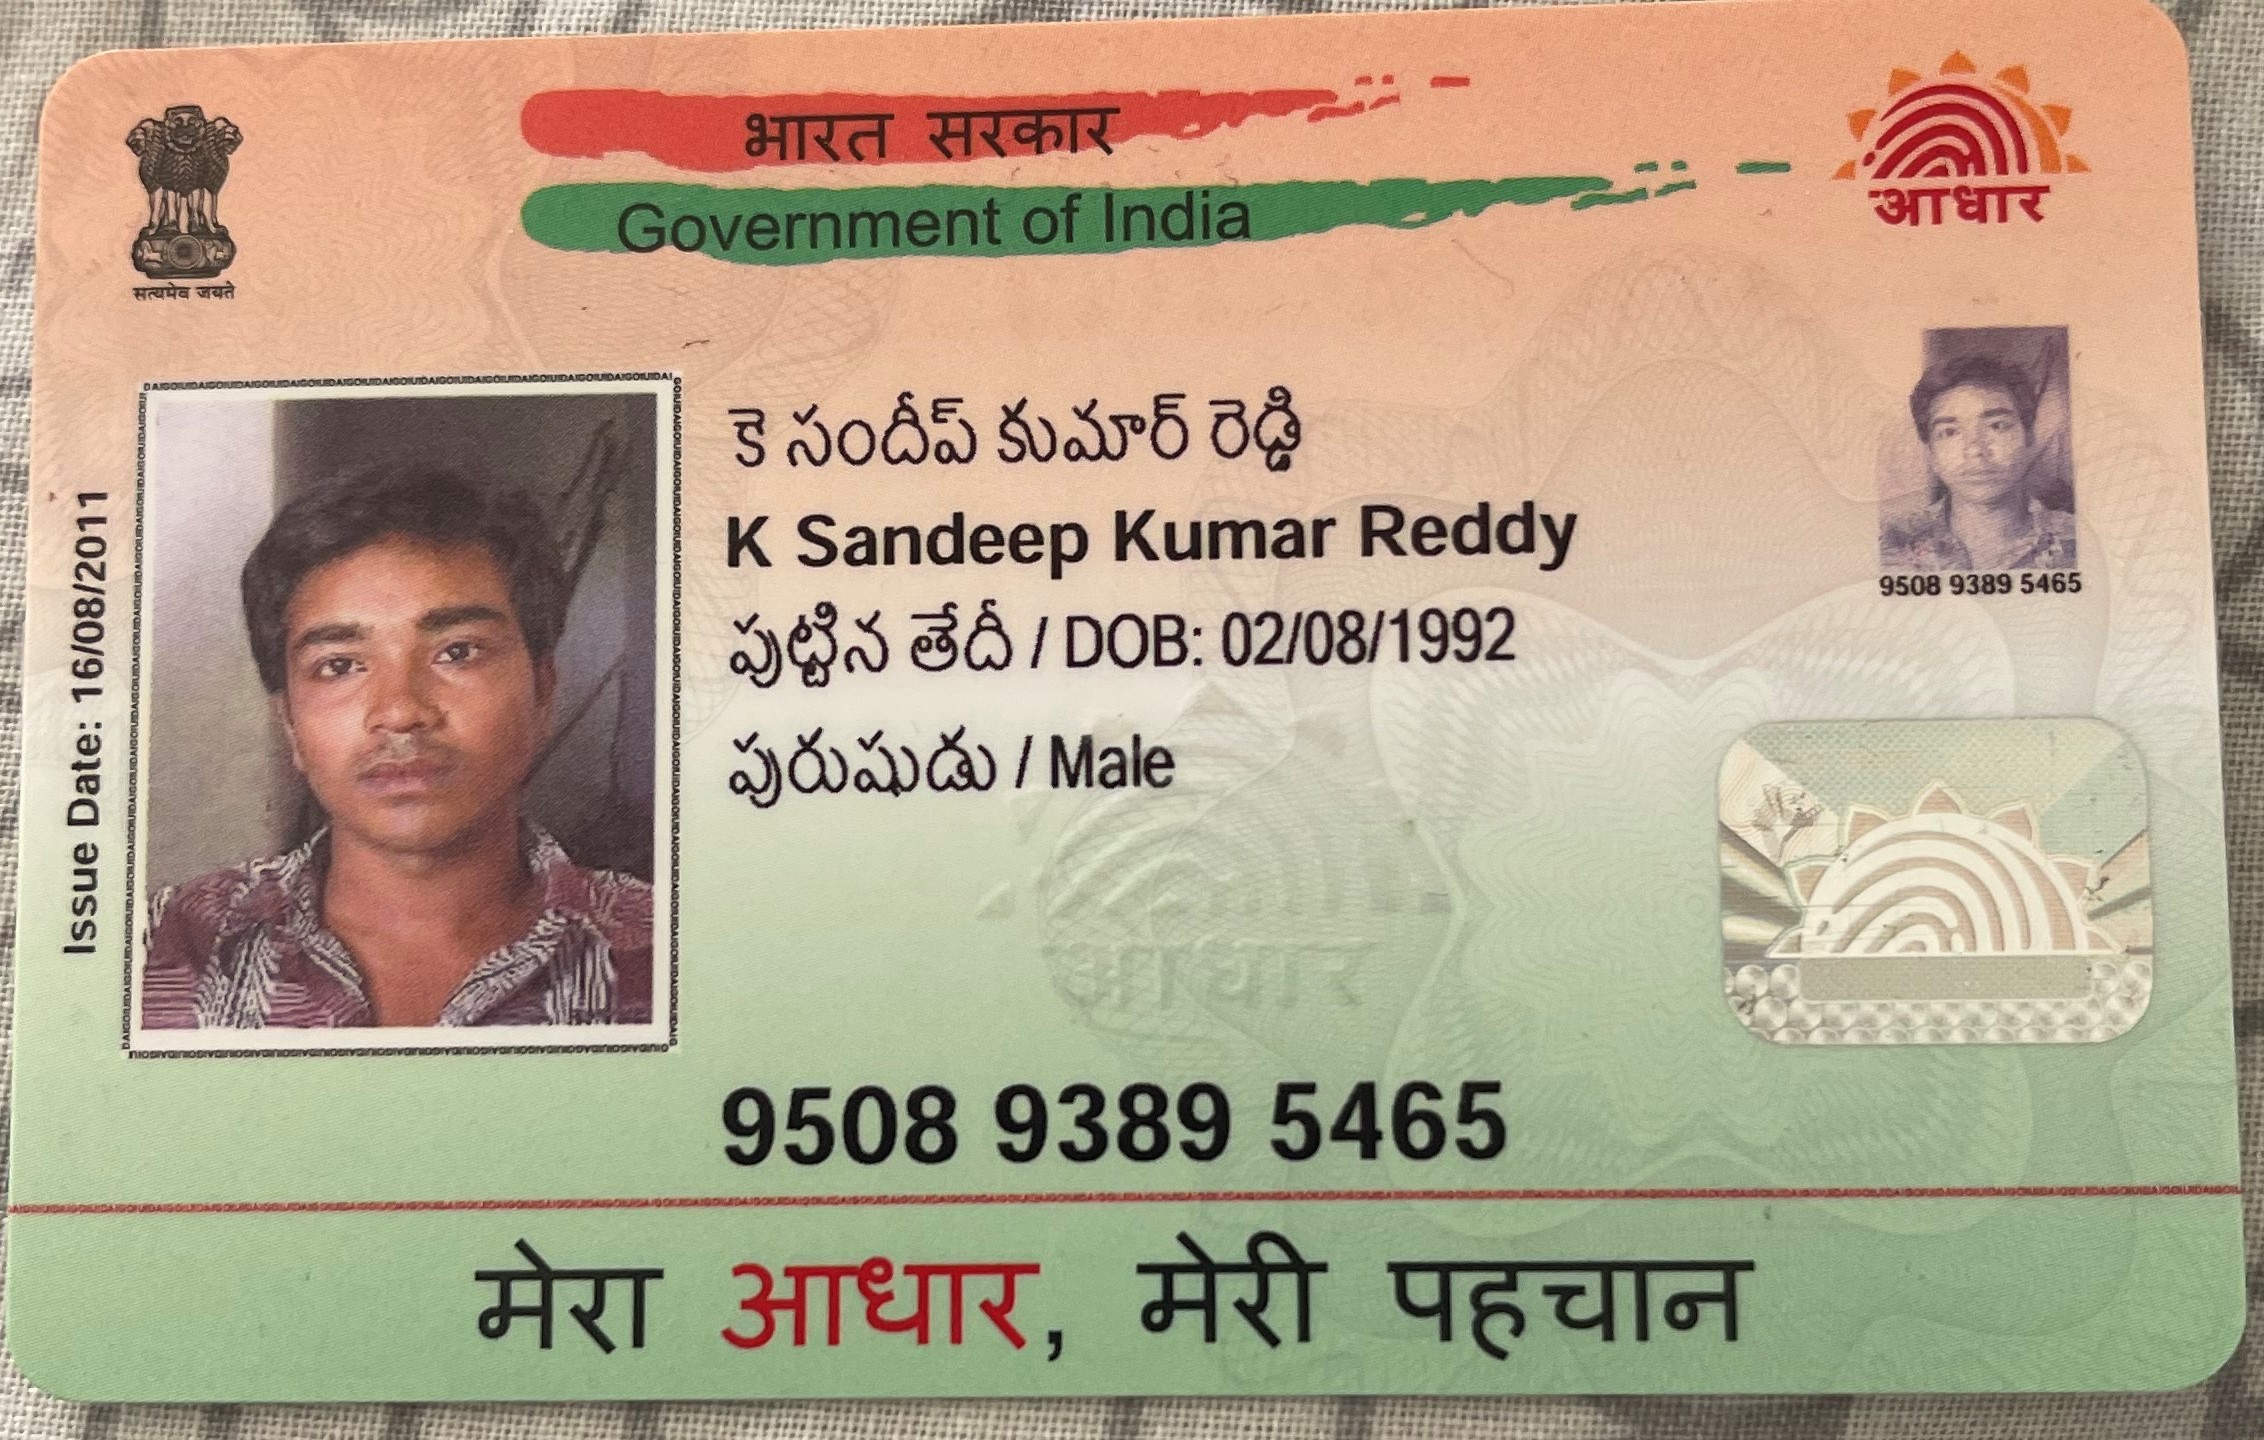 भारत सरकार
Government of India
आधार
सत्यमेव जयते
Issue Date: 16/08/2011
కె సందీప్ కుమార్ రెడ్డి
K Sandeep Kumar Reddy
పుట్టిన తేదీ / DOB: 02/08/1992
పురుషుడు / Male
9508 9389 5465
आधार
9508 9389 5465
मेरा आधार, मेरी पहचान